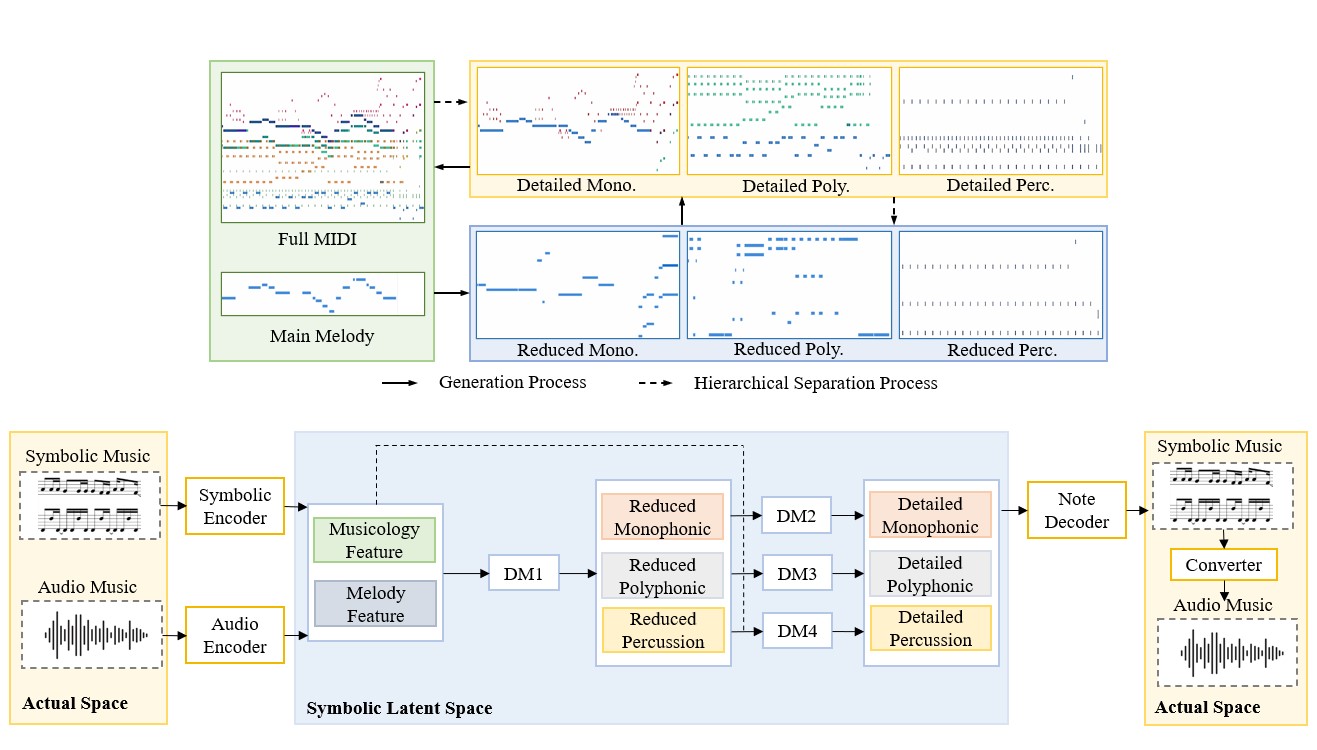 Full MIDI
Main Melody
Detailed Mono.
Detailed Poly.
Detailed Perc.
Reduced Mono.
Reduced Poly.
Reduced Perc.
Generation Process
Hierarchical Separation Process
Symbolic Music
Audio Music
Actual Space
Symbolic
Encoder
Audio
Encoder
Musicology
Feature
Melody
Feature
DM1
Reduced
Monophonic
Reduced
Polyphonic
Reduced
Percussion
DM2
DM3
DM4
Detailed
Monophonic
Detailed
Polyphonic
Detailed
Percussion
Symbolic Latent Space
Note
Decoder
Symbolic Music
Converter
Audio Music
Actual Space